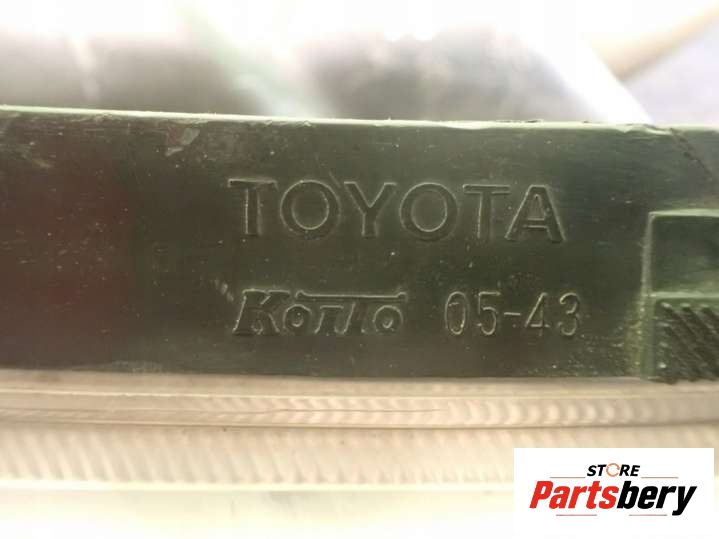 TOYOTA
KOITO 05-43
STORE
Partsbery